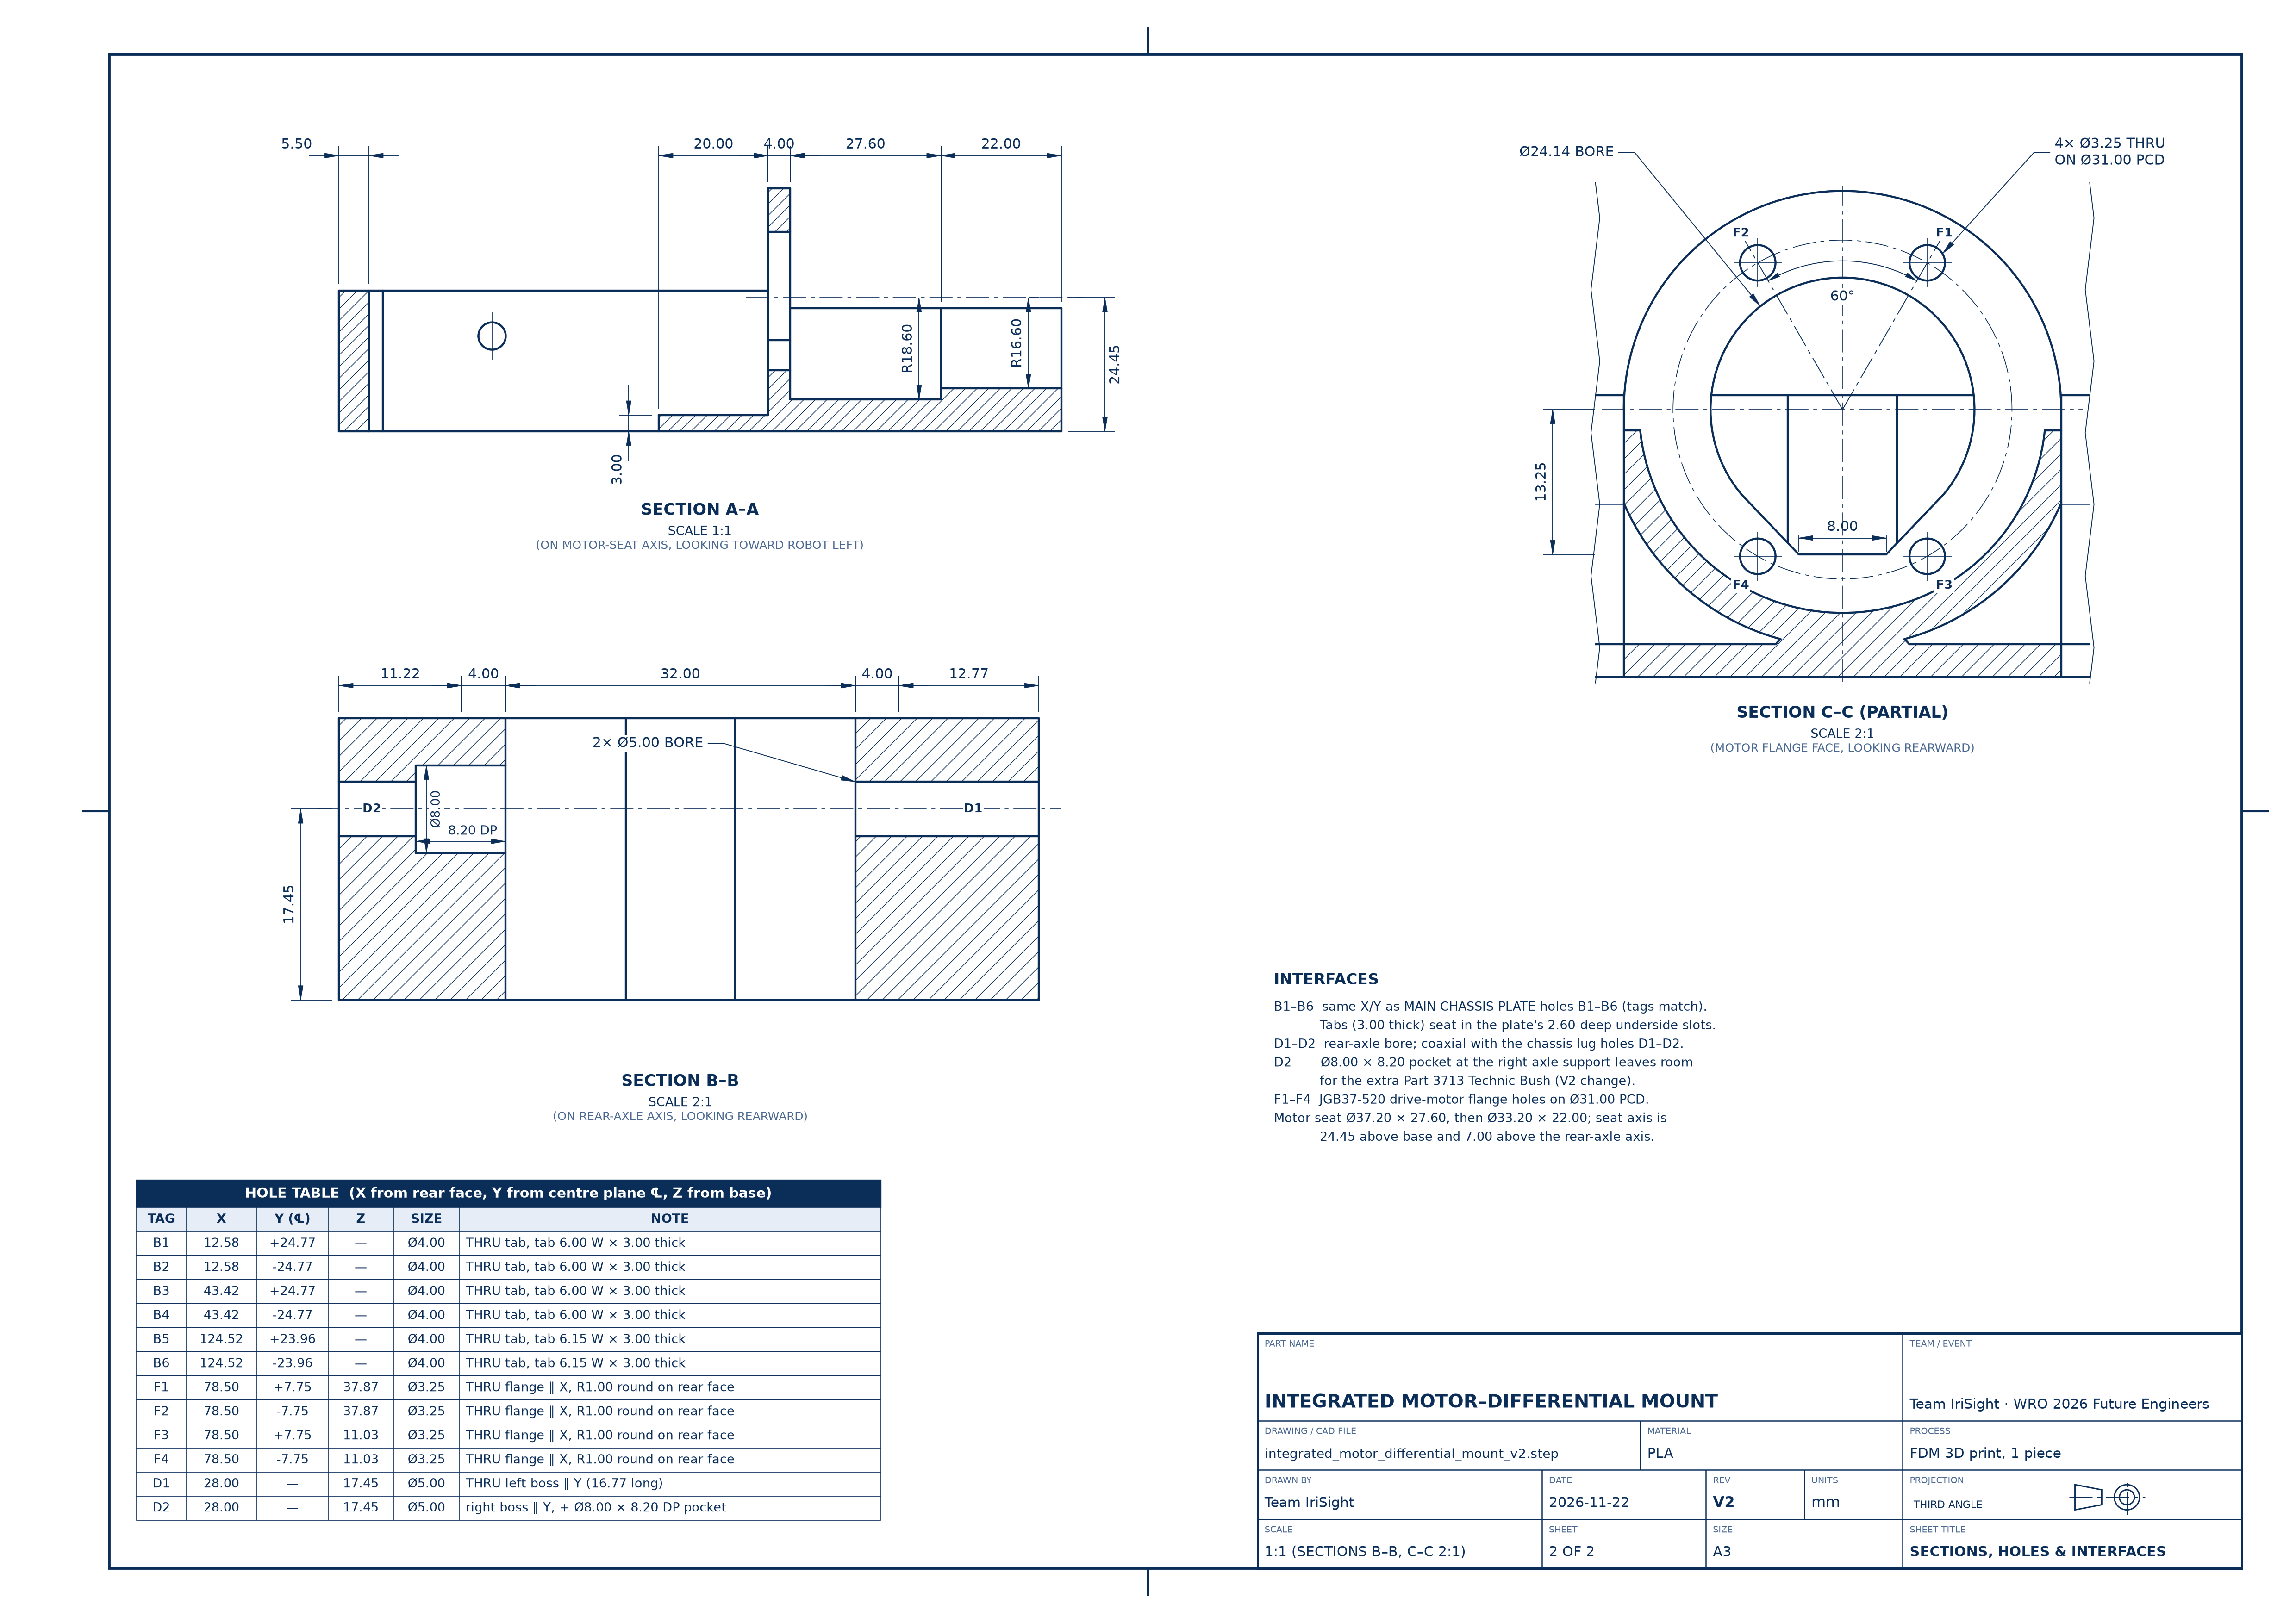 5.50
20.00
4.00
27.60
22.00
R18.60
R16.60
24.45
3.00
SECTION A–A
SCALE 1:1
(ON MOTOR-SEAT AXIS, LOOKING TOWARD ROBOT LEFT)
Ø24.14 BORE
4× Ø3.25 THRU
ON Ø31.00 PCD
F2
F1
60°
13.25
8.00
F4
F3
SECTION C–C (PARTIAL)
SCALE 2:1
(MOTOR FLANGE FACE, LOOKING REARWARD)
11.22
4.00
32.00
4.00
12.77
2× Ø5.00 BORE
D2
Ø8.00
8.20 DP
D1
17.45
SECTION B–B
SCALE 2:1
(ON REAR-AXLE AXIS, LOOKING REARWARD)
INTERFACES
B1–B6 same X/Y as MAIN CHASSIS PLATE holes B1–B6 (tags match).
Tabs (3.00 thick) seat in the plate's 2.60-deep underside slots.
D1–D2 rear-axle bore; coaxial with the chassis lug holes D1–D2.
D2 Ø8.00 × 8.20 pocket at the right axle support leaves room
for the extra Part 3713 Technic Bush (V2 change).
F1–F4 JGB37-520 drive-motor flange holes on Ø31.00 PCD.
Motor seat Ø37.20 × 27.60, then Ø33.20 × 22.00; seat axis is
24.45 above base and 7.00 above the rear-axle axis.
HOLE TABLE (X from rear face, Y from centre plane ℄, Z from base)
TAG X Y (℄) Z SIZE NOTE
B1 12.58 +24.77 — Ø4.00 THRU tab, tab 6.00 W × 3.00 thick
B2 12.58 -24.77 — Ø4.00 THRU tab, tab 6.00 W × 3.00 thick
B3 43.42 +24.77 — Ø4.00 THRU tab, tab 6.00 W × 3.00 thick
B4 43.42 -24.77 — Ø4.00 THRU tab, tab 6.00 W × 3.00 thick
B5 124.52 +23.96 — Ø4.00 THRU tab, tab 6.15 W × 3.00 thick
B6 124.52 -23.96 — Ø4.00 THRU tab, tab 6.15 W × 3.00 thick
F1 78.50 +7.75 37.87 Ø3.25 THRU flange ∥ X, R1.00 round on rear face
F2 78.50 -7.75 37.87 Ø3.25 THRU flange ∥ X, R1.00 round on rear face
F3 78.50 +7.75 11.03 Ø3.25 THRU flange ∥ X, R1.00 round on rear face
F4 78.50 -7.75 11.03 Ø3.25 THRU flange ∥ X, R1.00 round on rear face
D1 28.00 — 17.45 Ø5.00 THRU left boss ∥ Y (16.77 long)
D2 28.00 — 17.45 Ø5.00 right boss ∥ Y, + Ø8.00 × 8.20 DP pocket
PART NAME
INTEGRATED MOTOR–DIFFERENTIAL MOUNT
TEAM / EVENT
Team IriSight · WRO 2026 Future Engineers
DRAWING / CAD FILE
integrated_motor_differential_mount_v2.step
MATERIAL
PLA
PROCESS
FDM 3D print, 1 piece
DRAWN BY
Team IriSight
DATE
2026-11-22
REV
V2
UNITS
mm
PROJECTION
THIRD ANGLE
SCALE
1:1 (SECTIONS B–B, C–C 2:1)
SHEET
2 OF 2
SIZE
A3
SHEET TITLE
SECTIONS, HOLES & INTERFACES